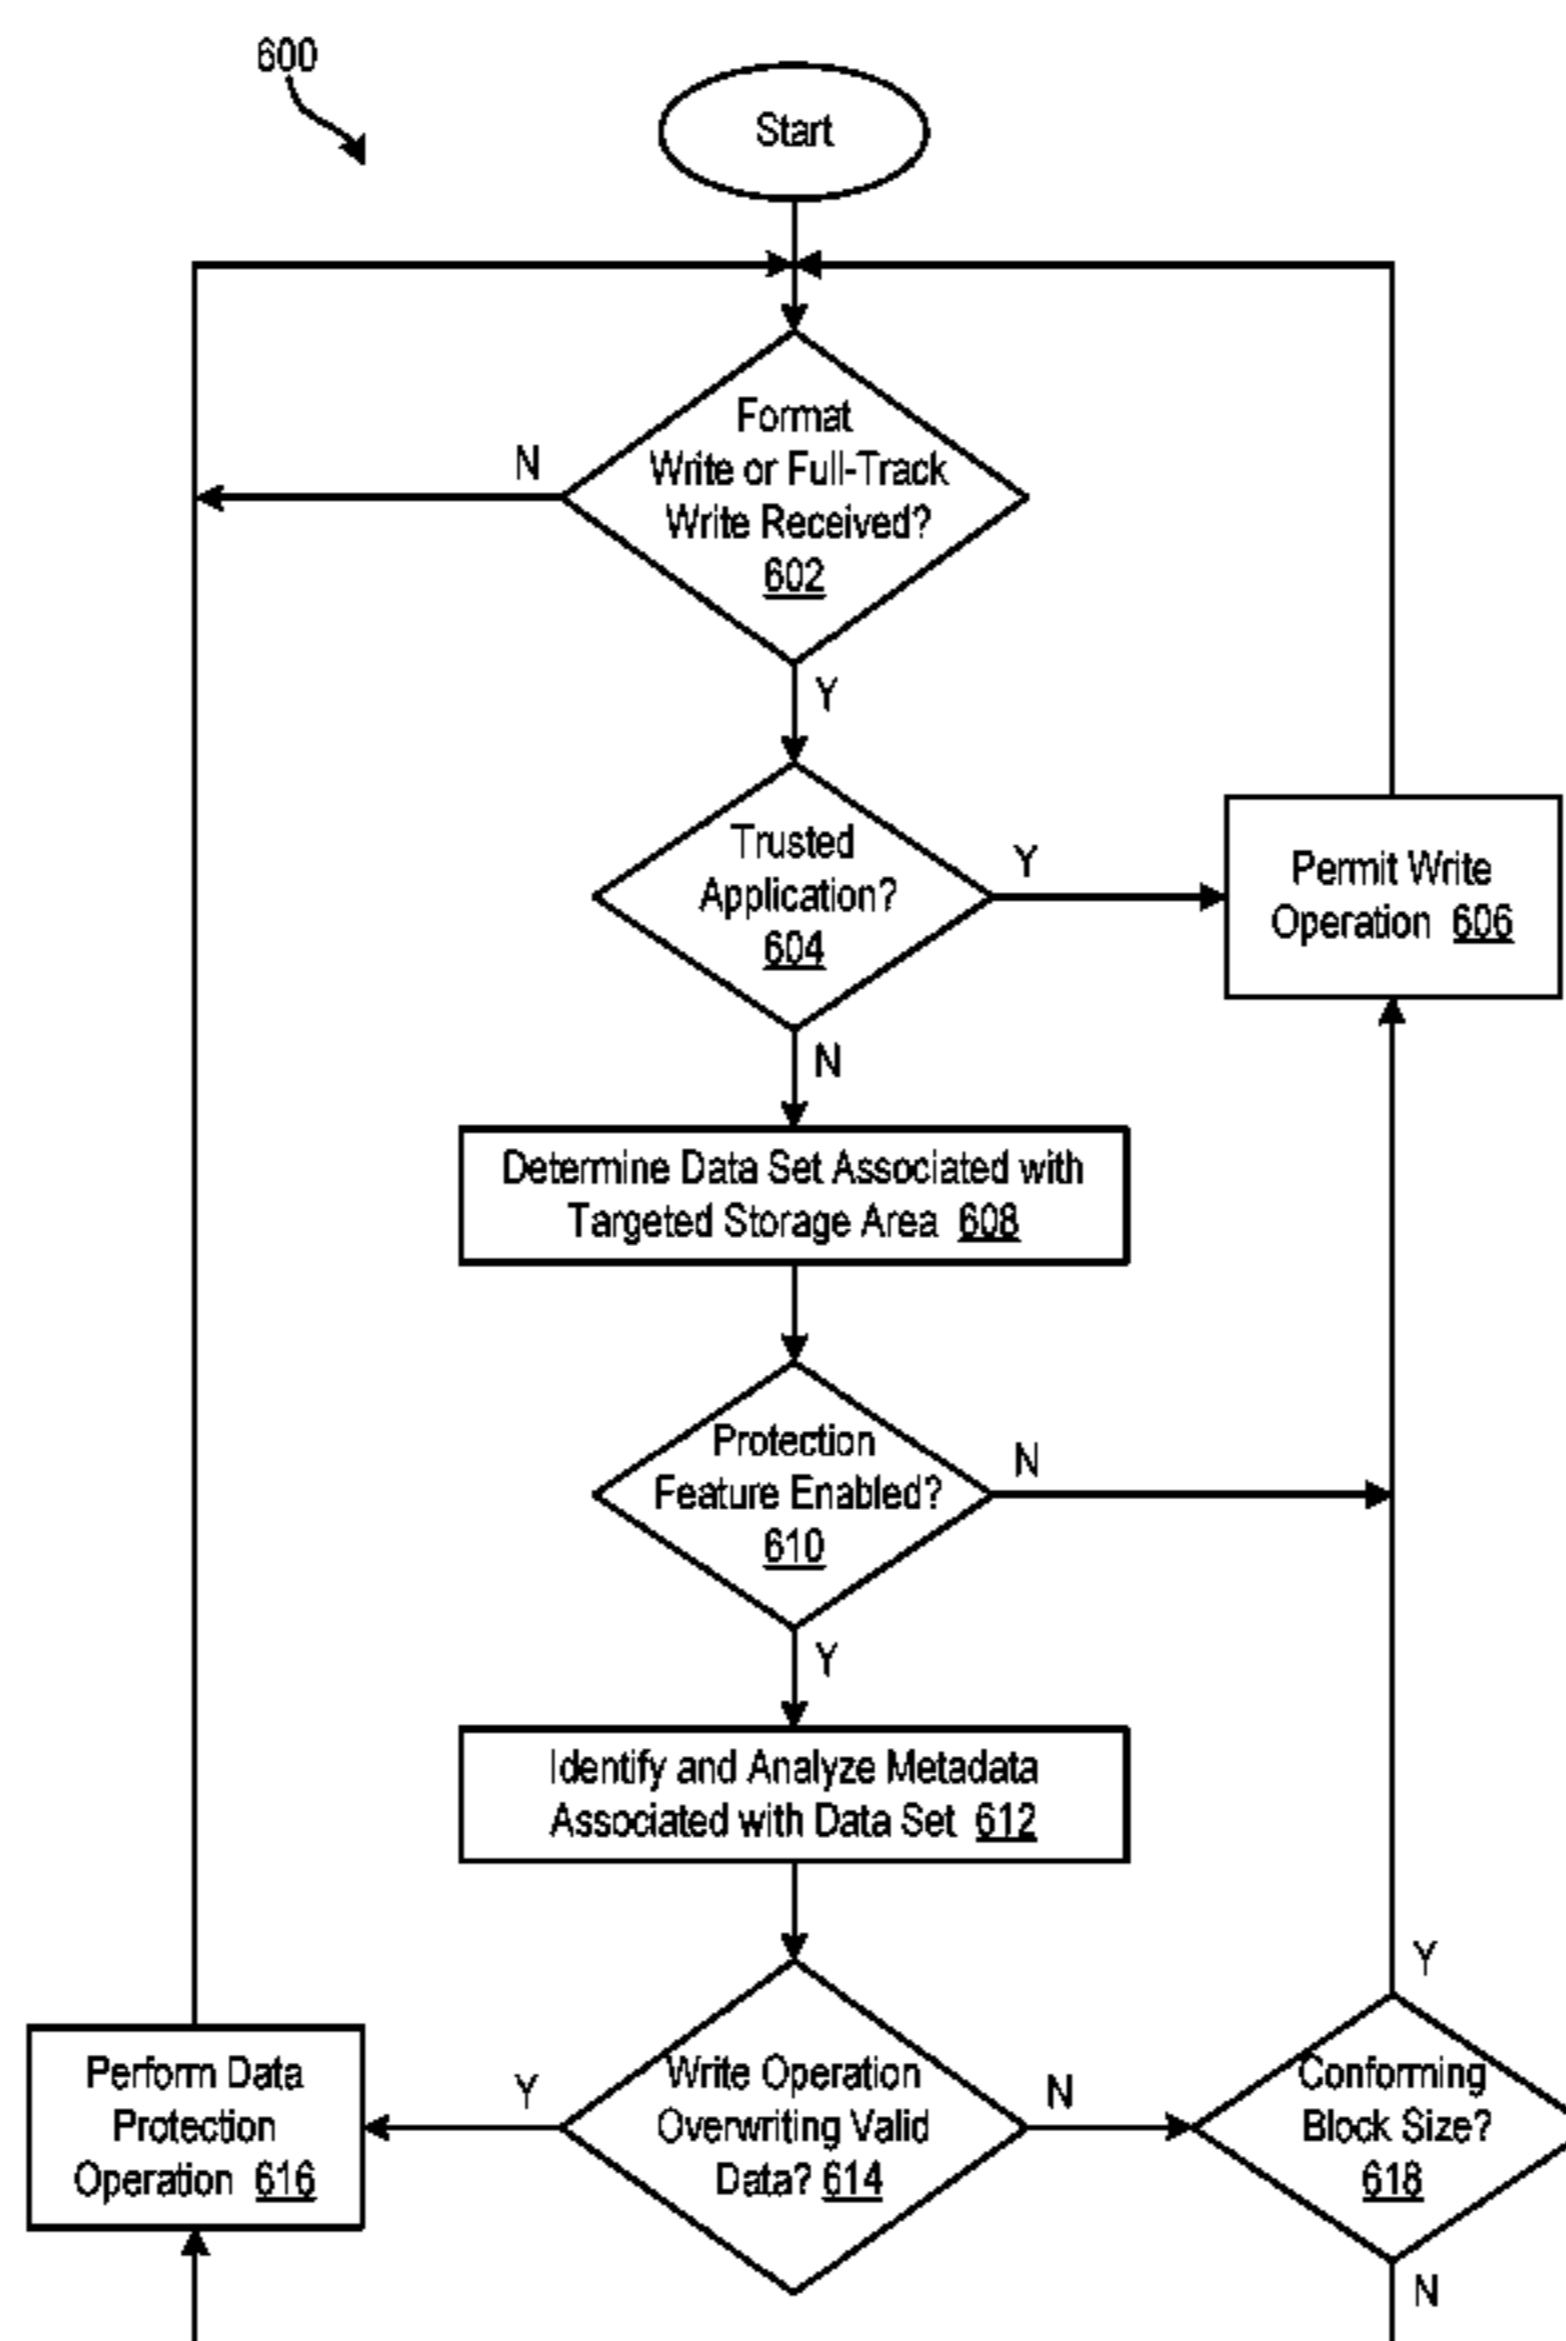 600
Start
Format
Write or Full-Track
Write Received?
602
N
Y
Trusted
Application?
604
Y
Permit Write
Operation 606
N
Determine Data Set Associated with
Targeted Storage Area 608
Protection
Feature Enabled?
610
N
Y
Identify and Analyze Metadata
Associated with Data Set 612
Perform Data
Protection
Operation 616
Y
Write Operation
Overwriting Valid
Data? 614
N
Y
Conforming
Block Size?
618
N